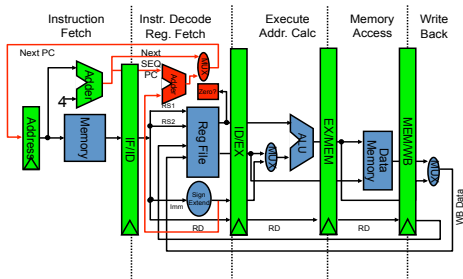 Instruction
Fetch
Instr. Decode
Reg. Fetch
Execute
Addr. Calc
Memory
Access
Write
Back
Next PC
Next
SEQ
PC
Adder
4
Adder
MUX
Zero?
Address
Memory
IF/ID
RS1
RS2
Reg File
ID/EX
MUX
ALU
EX/MEM
Data
Memory
MEM/WB
MUX
Sign
Extend
Imm
RD
RD
RD
WB Data